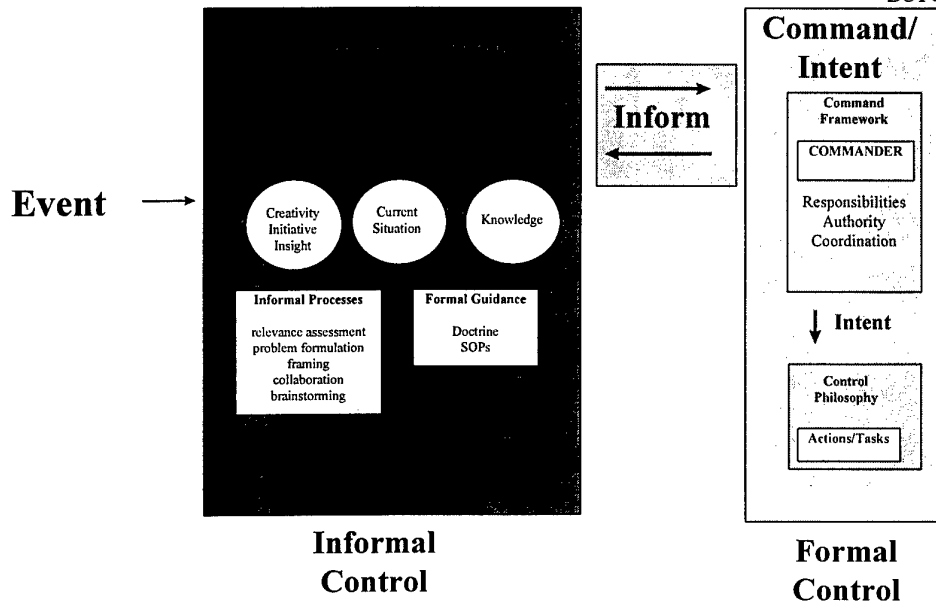 Event
Creativity
Initiative
Insight
Current
Situation
Knowledge
Informal Processes
relevance assessment
problem formulation
framing
collaboration
brainstorming
Formal Guidance
Doctrine
SOPs
Informal
Control
Inform
Command/
Intent
Command
Framework
COMMANDER
Responsibilities
Authority
Coordination
Intent
Control
Philosophy
Actions/Tasks
Formal
Control